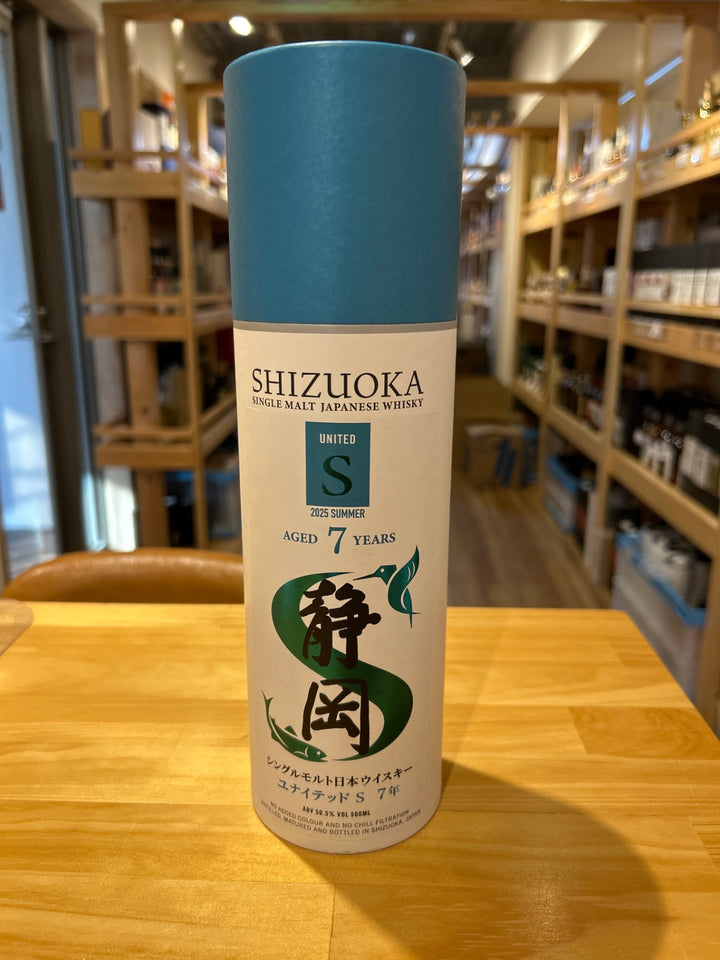 SHIZUOKA
SINGLE MALT JAPANESE WHISKY
UNITED
S
2025 SUMMER
AGED 7 YEARS
静岡
シングルモルト日本ウイスキー
ユナイテッド S 7年
ABV 50.5% VOL 500ML
NO ADDED COLOUR AND NO CHILL FILTRATION
DISTILLED, MATURED AND BOTTLED IN SHIZUOKA, JAPAN